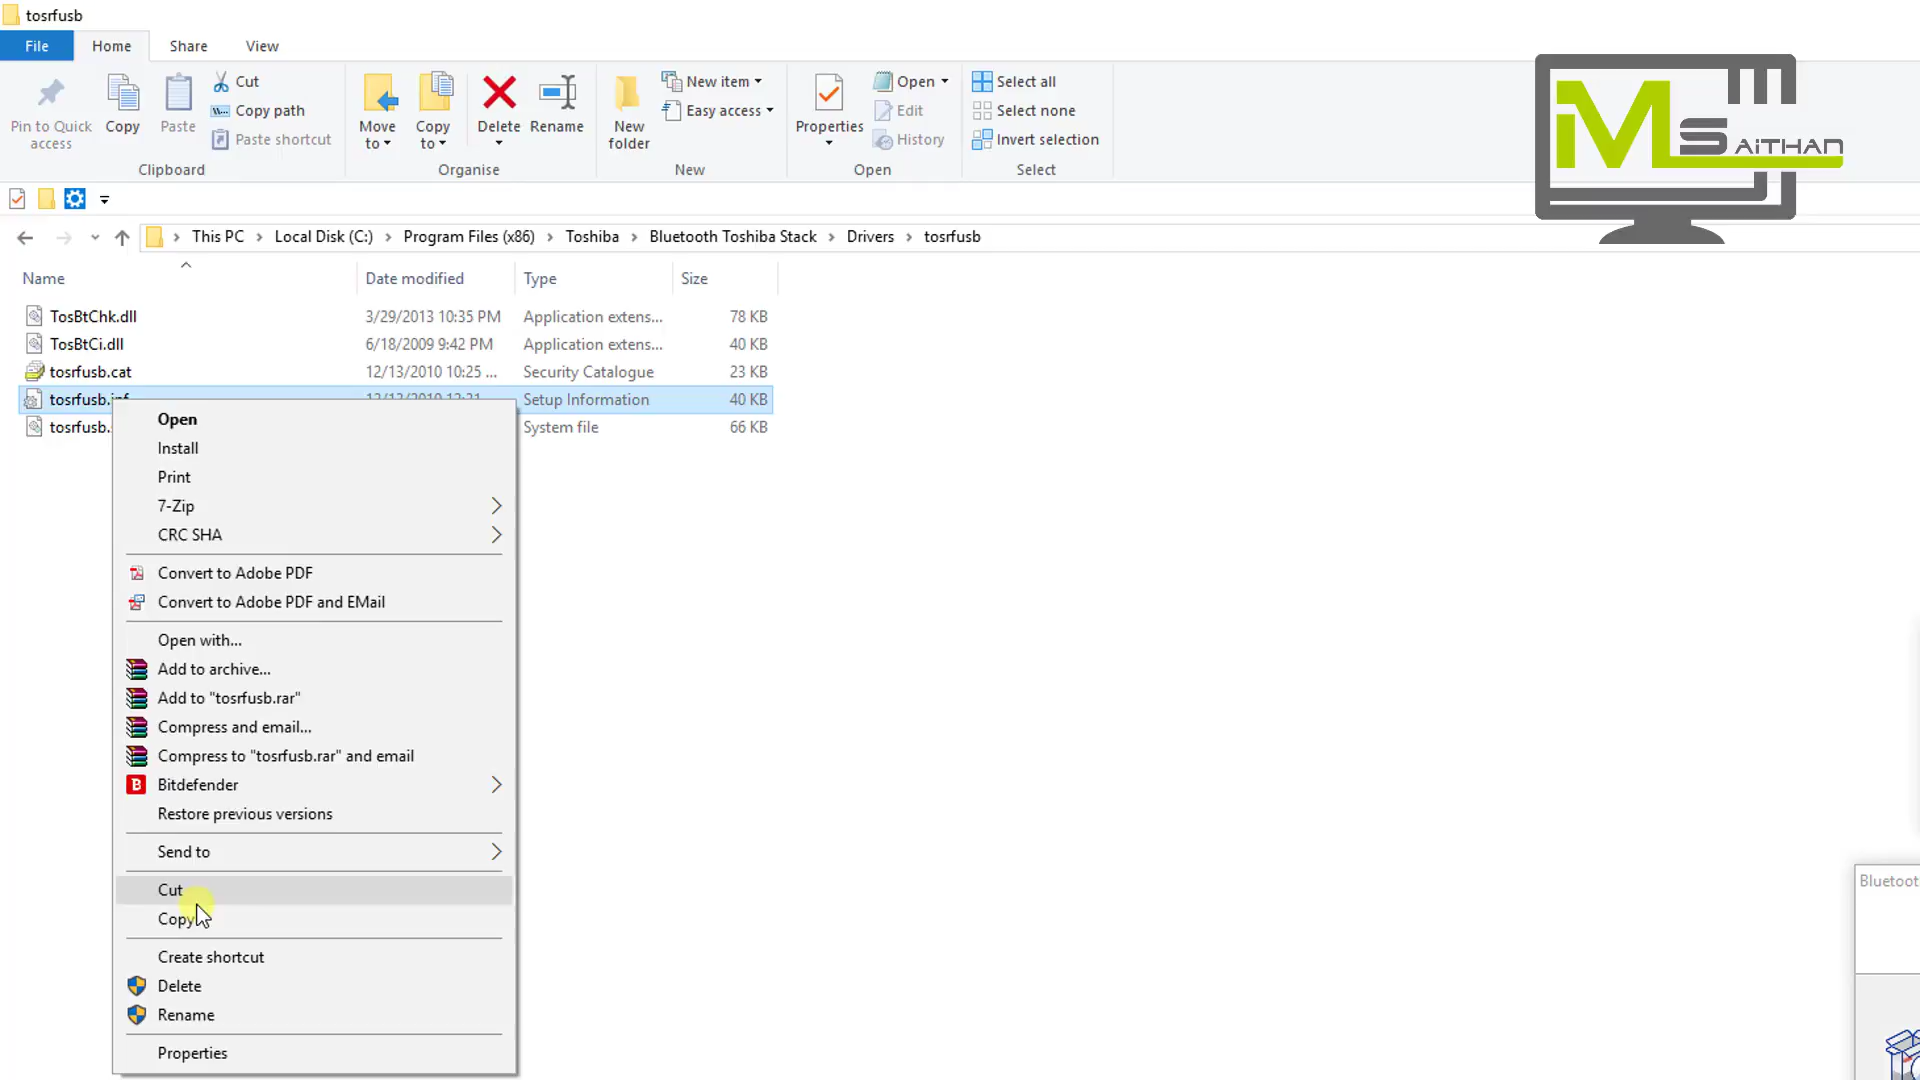 tosrfusb
File Home Share View
Pin to Quick access
Copy
Paste
Cut
Copy path
Paste shortcut
Clipboard
Move to
Copy to
Delete
Rename
Organise
New folder
New item
Easy access
New
Properties
Open
Edit
History
Open
Select all
Select none
Invert selection
Select
iMSAiTHAN
This PC Local Disk (C:) Program Files (x86) Toshiba Bluetooth Toshiba Stack Drivers tosrfusb
Name Date modified Type Size
TosBtChk.dll 3/29/2013 10:35 PM Application extens... 78 KB
TosBtCi.dll 6/18/2009 9:42 PM Application extens... 40 KB
tosrfusb.cat 12/13/2010 10:25 ... Security Catalogue 23 KB
tosrfusb.inf Setup Information 40 KB
tosrfusb. System file 66 KB
Open
Install
Print
7-Zip
CRC SHA
Convert to Adobe PDF
Convert to Adobe PDF and EMail
Open with...
Add to archive...
Add to "tosrfusb.rar"
Compress and email...
Compress to "tosrfusb.rar" and email
Bitdefender
Restore previous versions
Send to
Cut
Copy
Create shortcut
Delete
Rename
Properties
Bluetoot